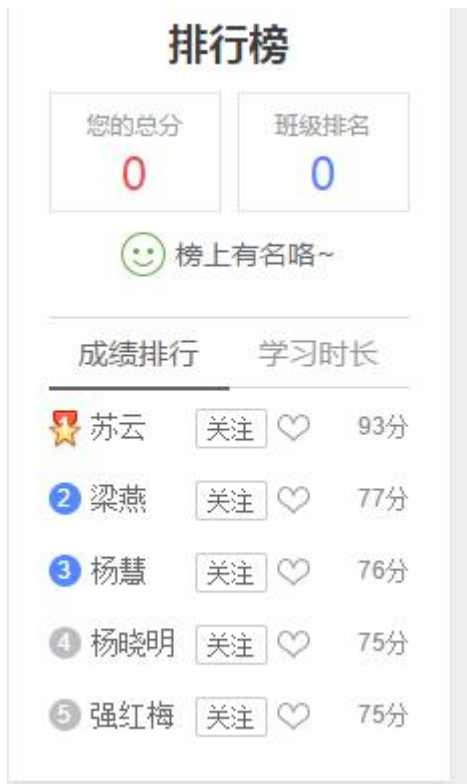 排行榜
您的总分 班级排名
0 0
榜上有名咯~
成绩排行 学习时长
1 苏云 关注 93分
2 梁燕 关注 77分
3 杨慧 关注 76分
4 杨晓明 关注 75分
5 强红梅 关注 75分